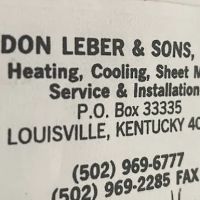 DON LEBER & SONS,
Heating, Cooling, Sheet M
Service & Installation
P.O. Box 33335
LOUISVILLE, KENTUCKY 40
(502) 969-6777
(502) 969-2285 FAX